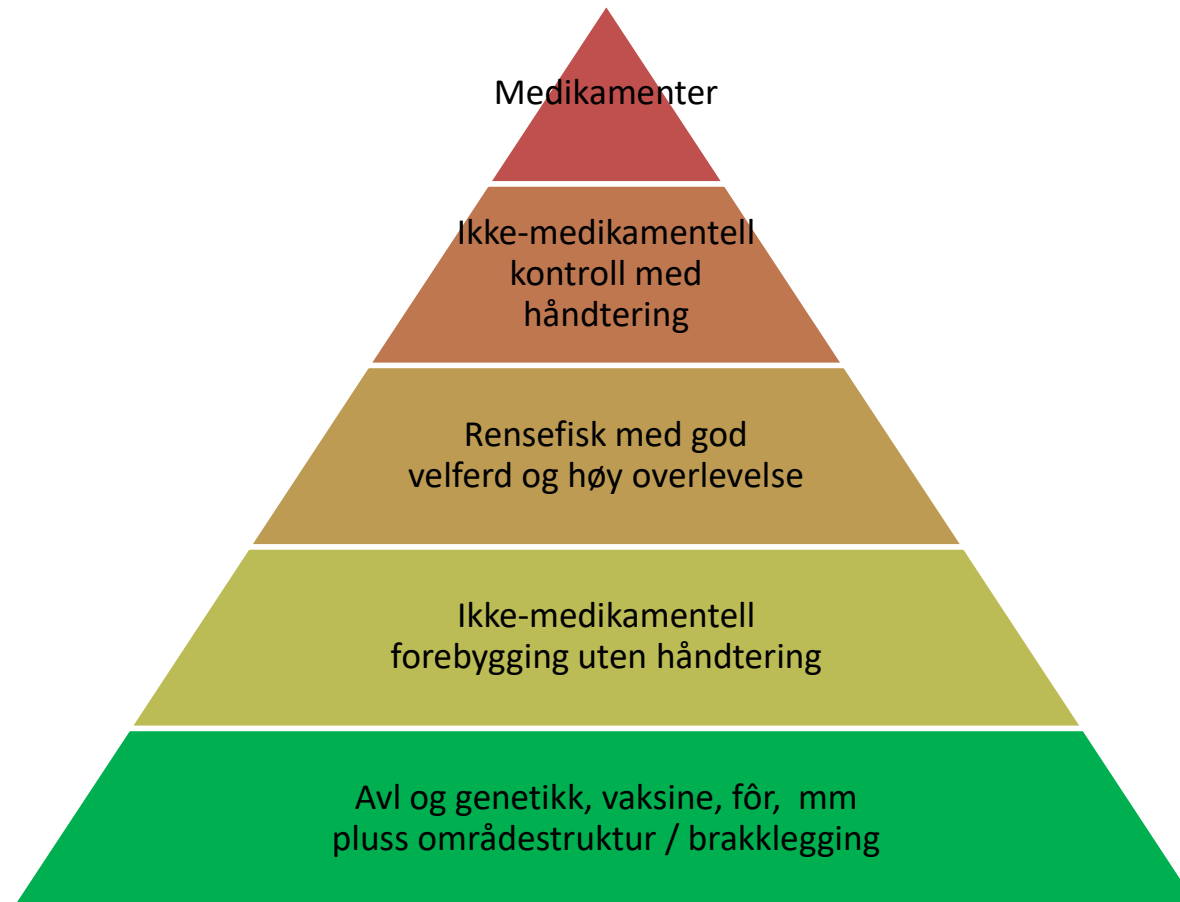 Medikamenter
Ikke-medikamentell
kontroll med
håndtering
Rensefisk med god
velferd og høy overlevelse
Ikke-medikamentell
forebygging uten håndtering
Avl og genetikk, vaksine, fôr, mm
pluss områdestruktur / brakklegging